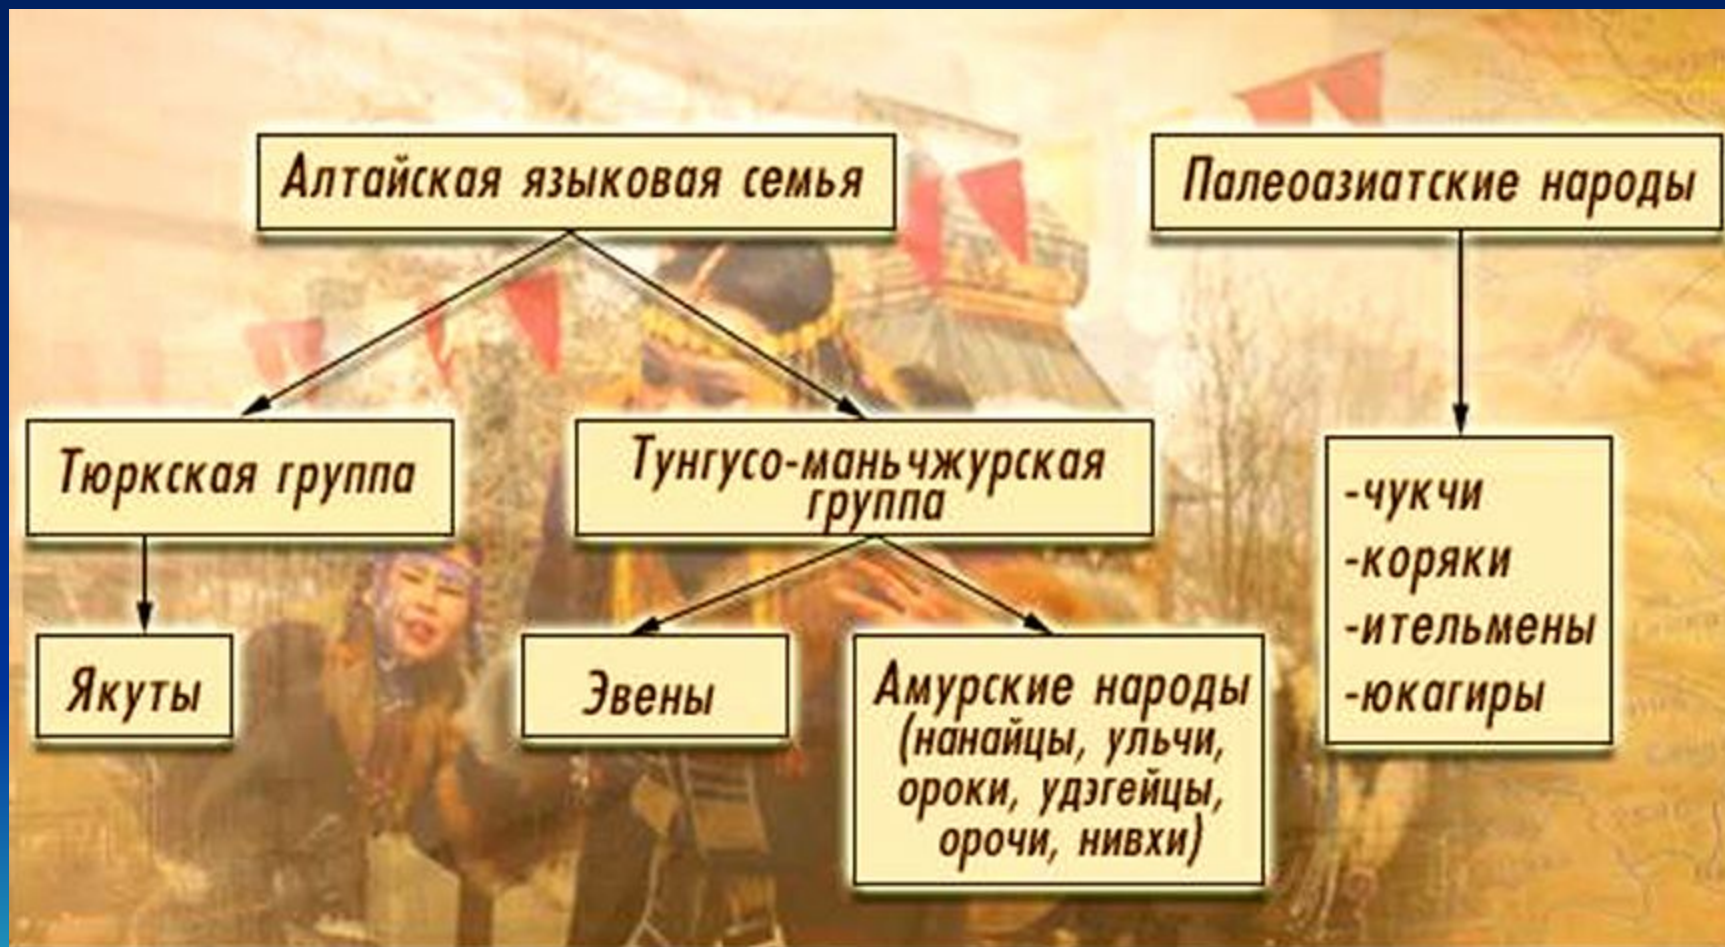 Алтайская языковая семья
Палеоазиатские народы
Тюркская группа
Тунгусо-маньчжурская
группа
-чукчи
-коряки
-ительмены
-юкагиры
Якуты
Эвены
Амурские народы
(нанайцы, ульчи,
ороки, удэгейцы,
орочи, нивхи)